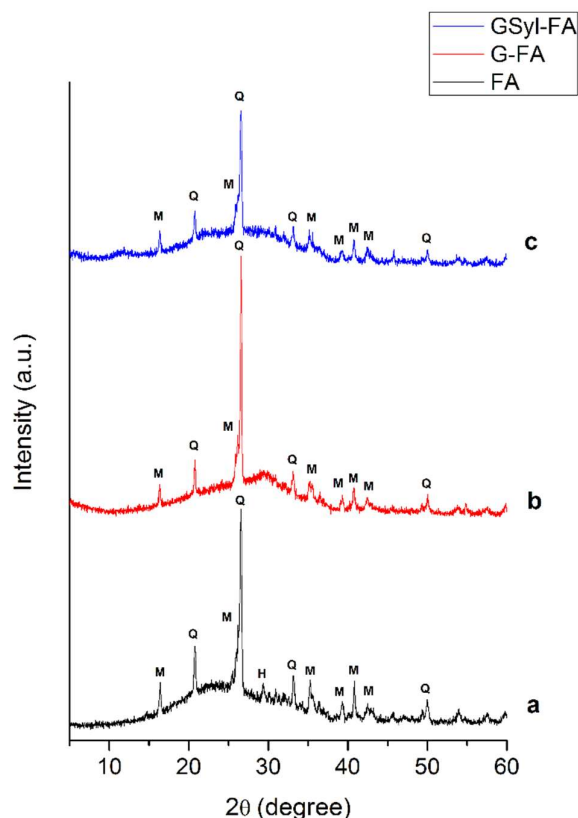 GSyl-FA
G-FA
FA
Q
M Q M Q M M M Q c
Q
M Q M Q M M M Q b
Q
M Q M H Q M M M M Q a
Intensity (a.u.)
10 20 30 40 50 60
2θ (degree)